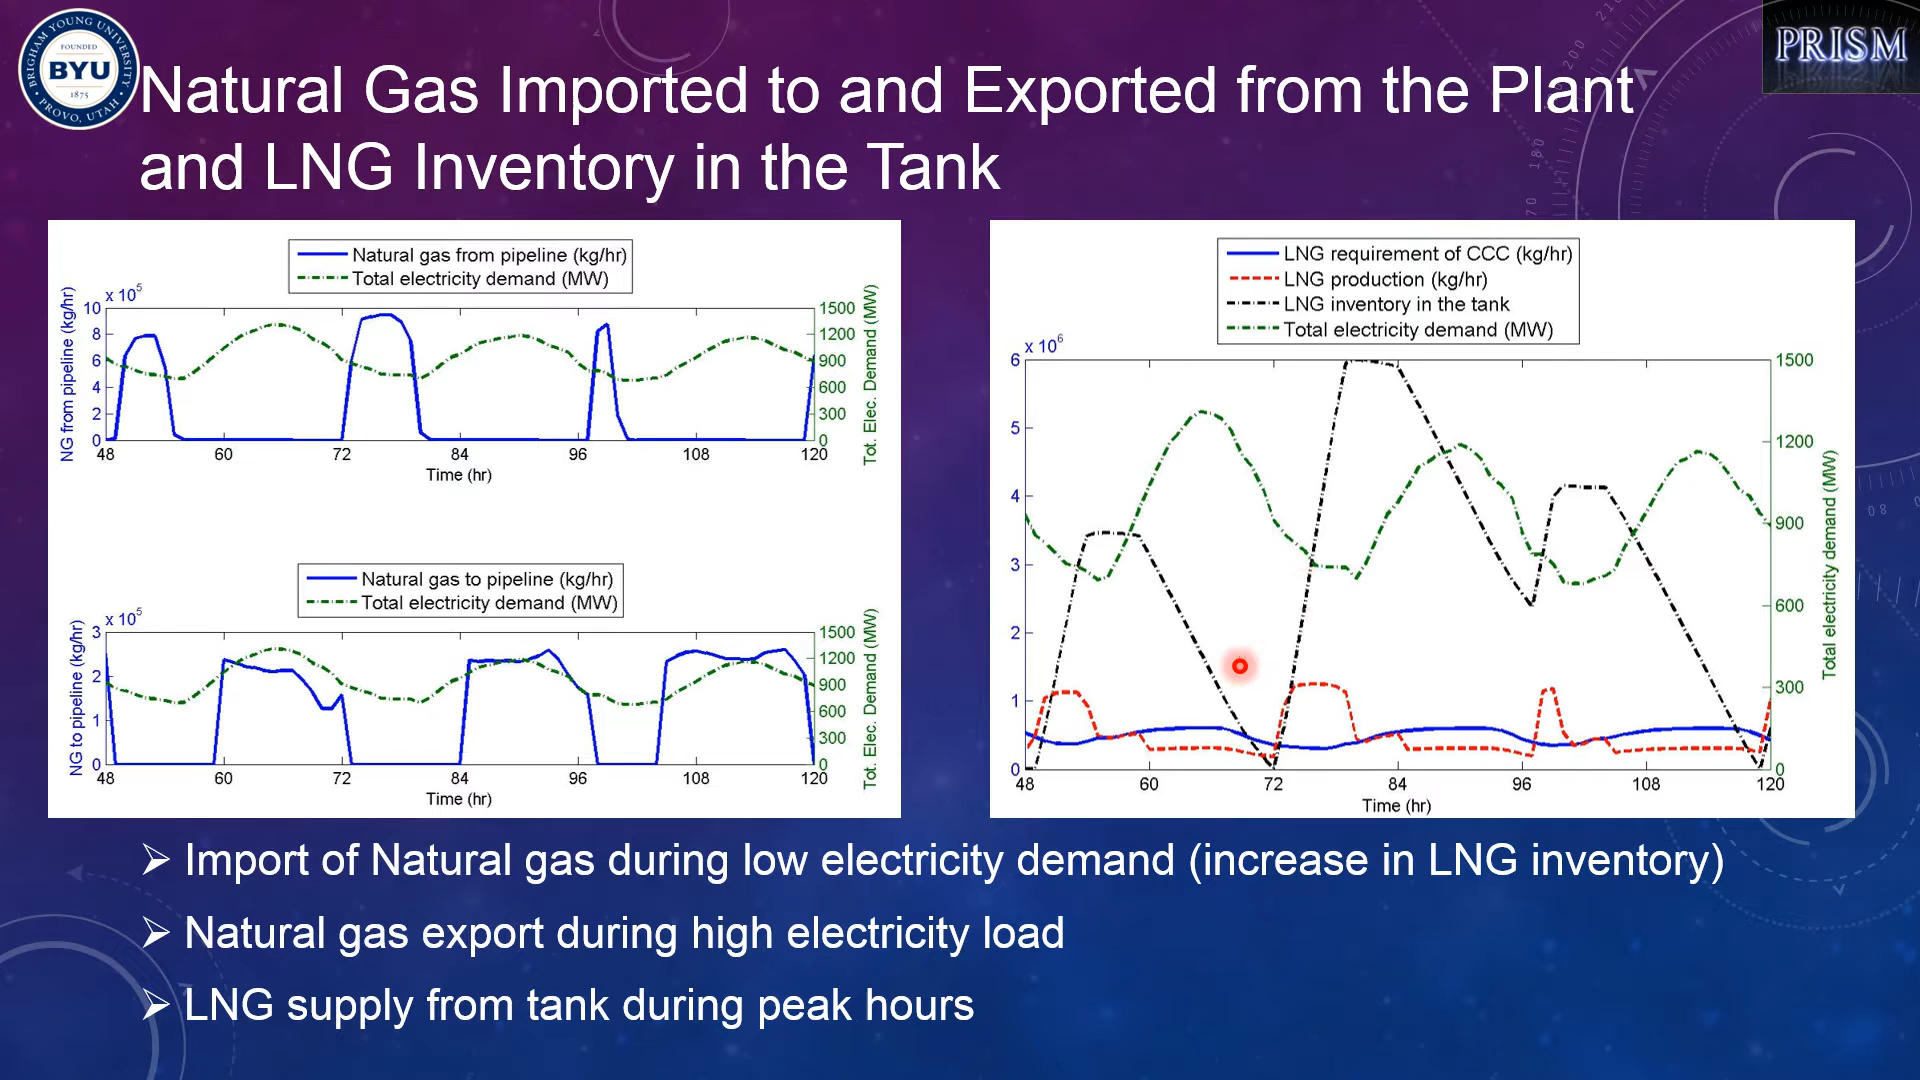 BRIGHAM YOUNG UNIVERSITY
FOUNDED
BYU
1875
PROVO, UTAH
PRISM
Natural Gas Imported to and Exported from the Plant
and LNG Inventory in the Tank
Natural gas from pipeline (kg/hr)
Total electricity demand (MW)
x 10^5
NG from pipeline (kg/hr)
10
8
6
4
2
0
1500
1200
900
600
300
0
Tot. Elec. Demand (MW)
48 60 72 84 96 108 120
Time (hr)
Natural gas to pipeline (kg/hr)
Total electricity demand (MW)
x 10^5
NG to pipeline (kg/hr)
3
2
1
0
1500
1200
900
600
300
0
Tot. Elec. Demand (MW)
48 60 72 84 96 108 120
Time (hr)
LNG requirement of CCC (kg/hr)
LNG production (kg/hr)
LNG inventory in the tank
Total electricity demand (MW)
x 10^6
6
5
4
3
2
1
0
1500
1200
900
600
300
0
Total electricity demand (MW)
48 60 72 84 96 108 120
Time (hr)
➢ Import of Natural gas during low electricity demand (increase in LNG inventory)
➢ Natural gas export during high electricity load
➢ LNG supply from tank during peak hours